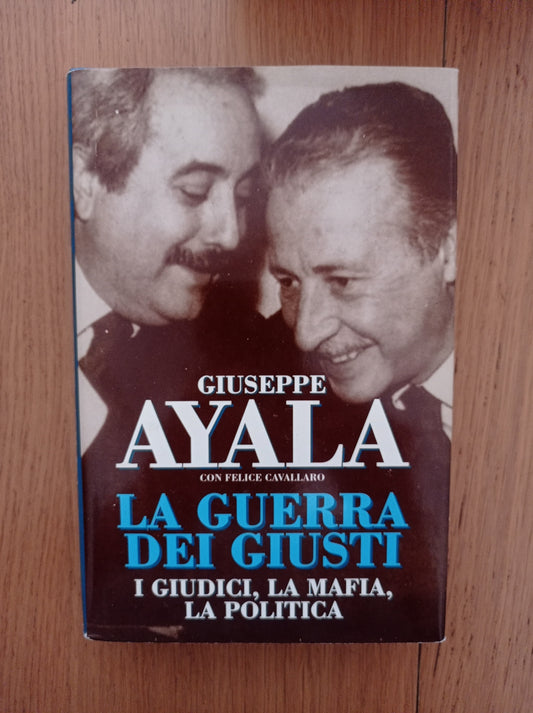 GIUSEPPE
AYALA
CON FELICE CAVALLARO
LA GUERRA
DEI GIUSTI
I GIUDICI, LA MAFIA,
LA POLITICA